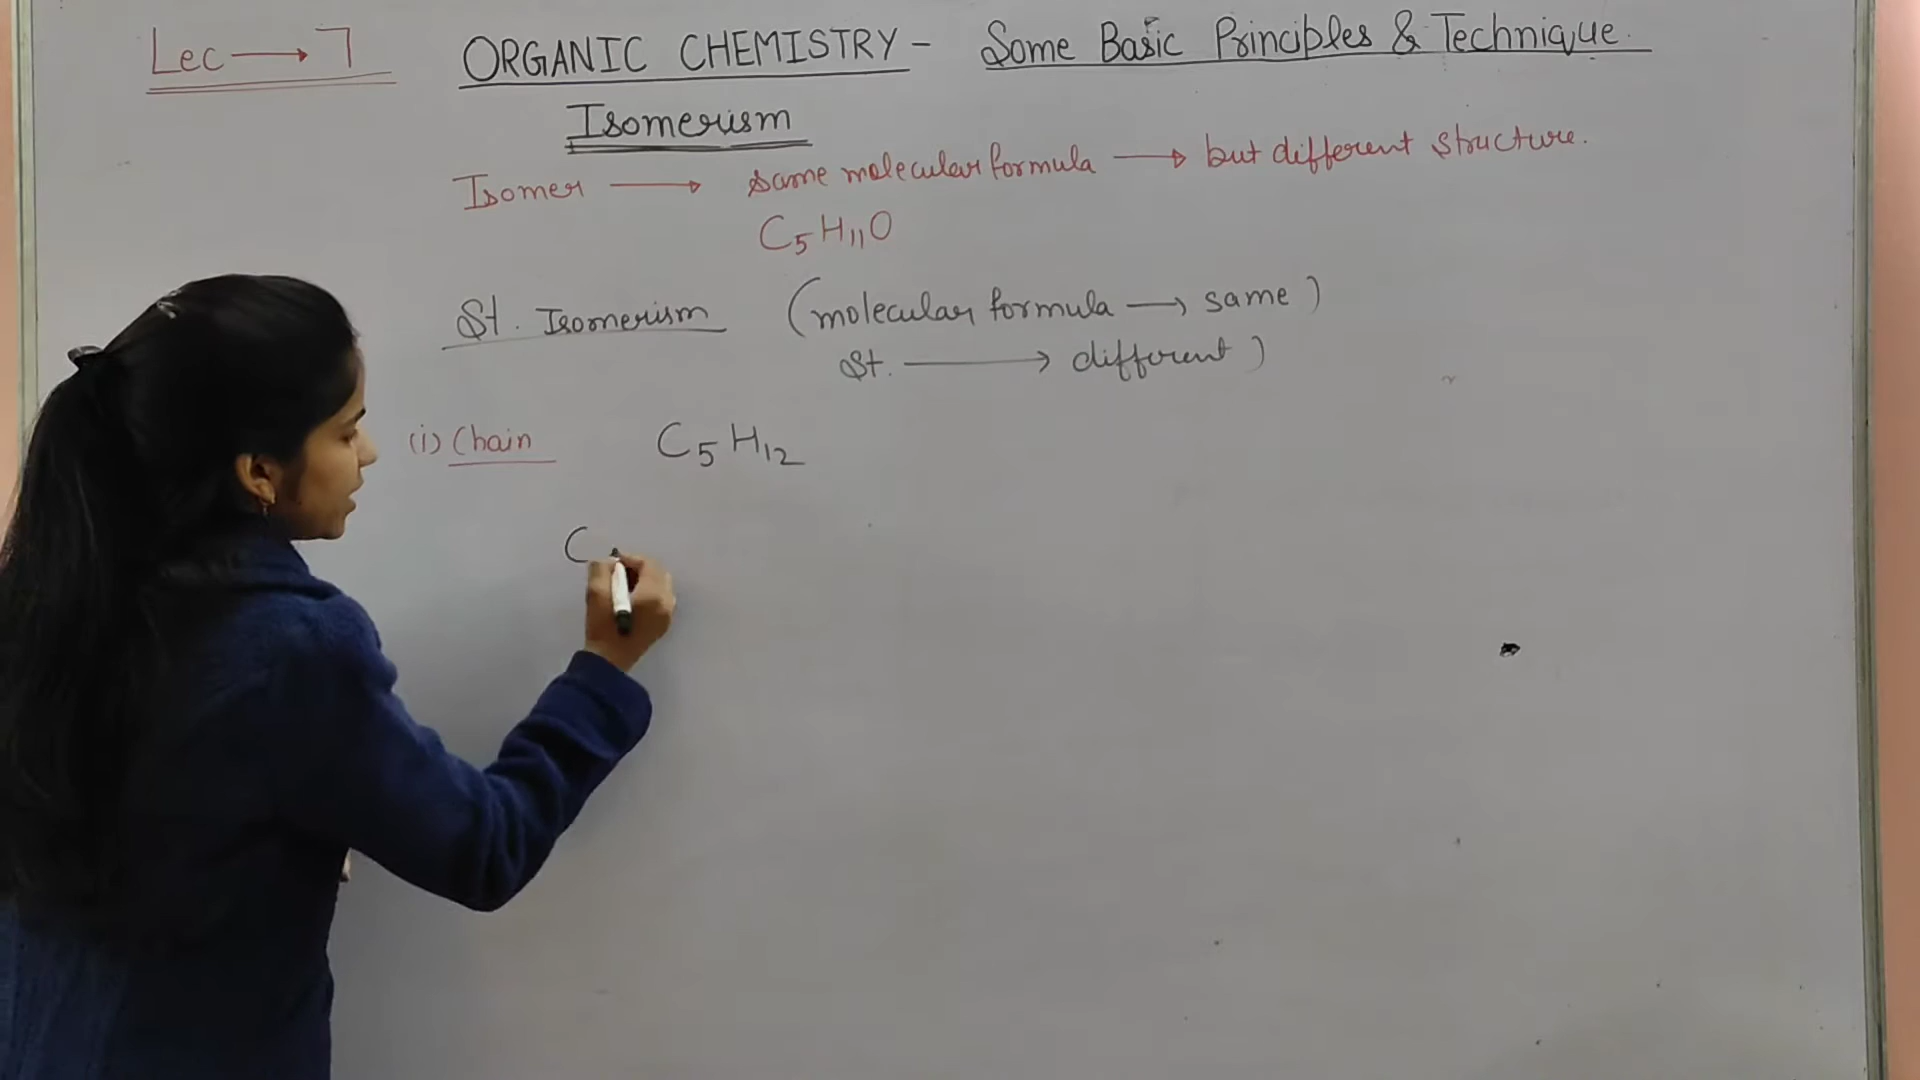 Lec → 7
ORGANIC CHEMISTRY - Some Basic Principles & Technique.
Isomerism
Isomer → same molecular formula → but different structure.
C₅H₁₁O
St. Isomerism (molecular formula → same)
St. → different)
(i) Chain C₅H₁₂
C